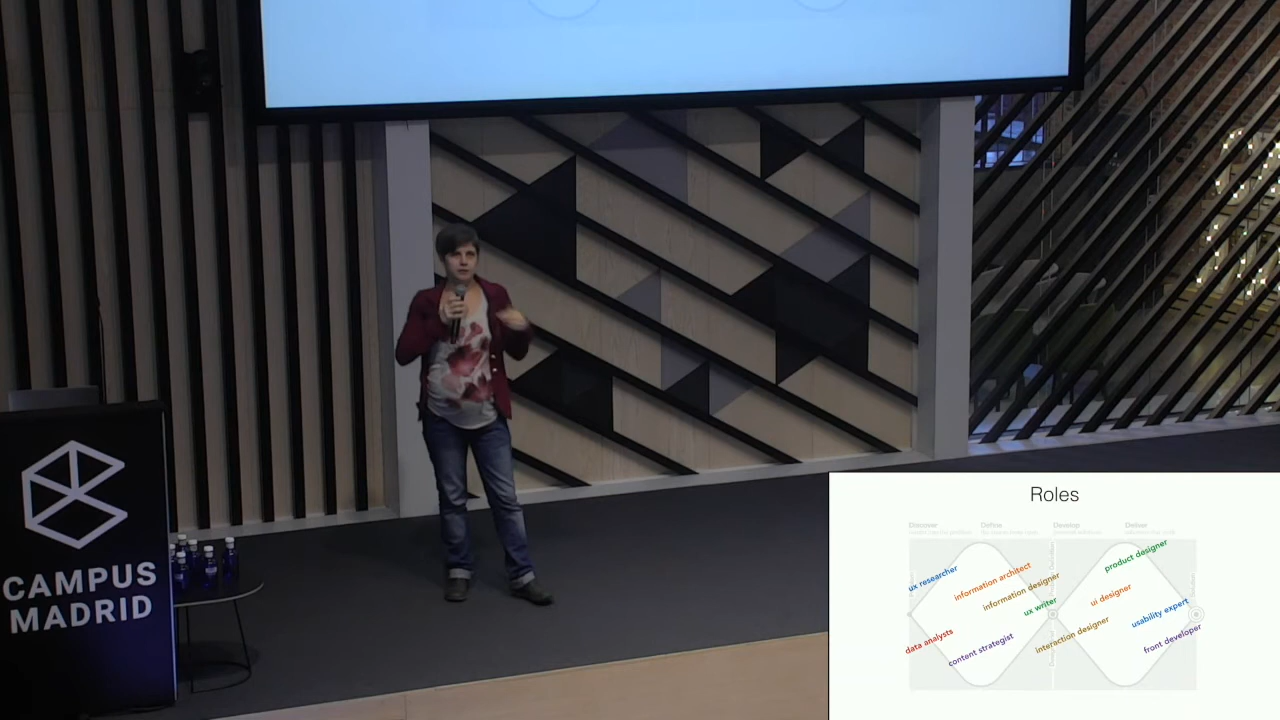 CAMPUS
MADRID
Roles
Discover
Define
Develop
Deliver
product designer
ux researcher
information architect
information designer
ui designer
ux writer
usability expert
data analysts
interaction designer
front developer
content strategist